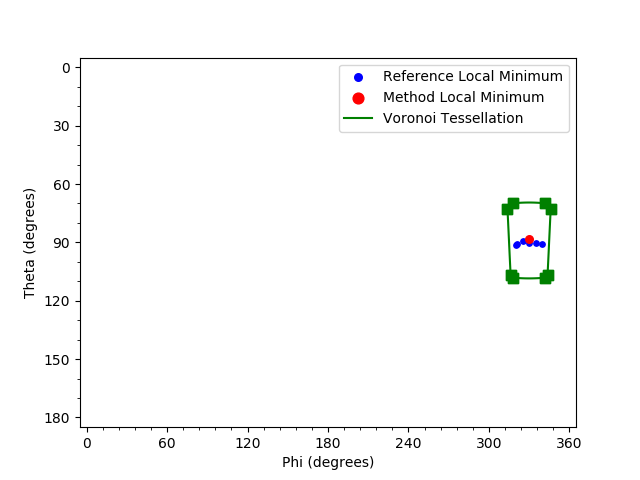 Reference Local Minimum
Method Local Minimum
Voronoi Tessellation
0
30
60
90
120
150
180
Theta (degrees)
0 60 120 180 240 300 360
Phi (degrees)